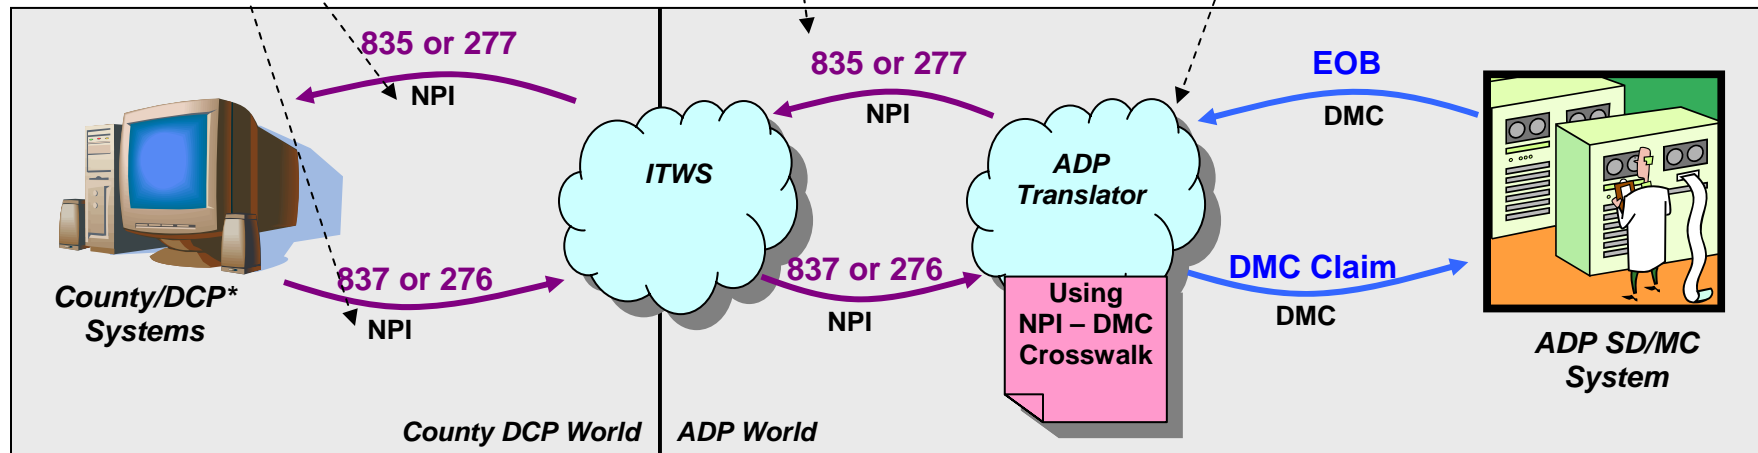 835 or 277
NPI
835 or 277
NPI
EOB
DMC
ITWS
ADP
Translator
County/DCP*
Systems
837 or 276
NPI
837 or 276
NPI
Using
NPI – DMC
Crosswalk
DMC Claim
DMC
ADP SD/MC
System
County DCP World
ADP World